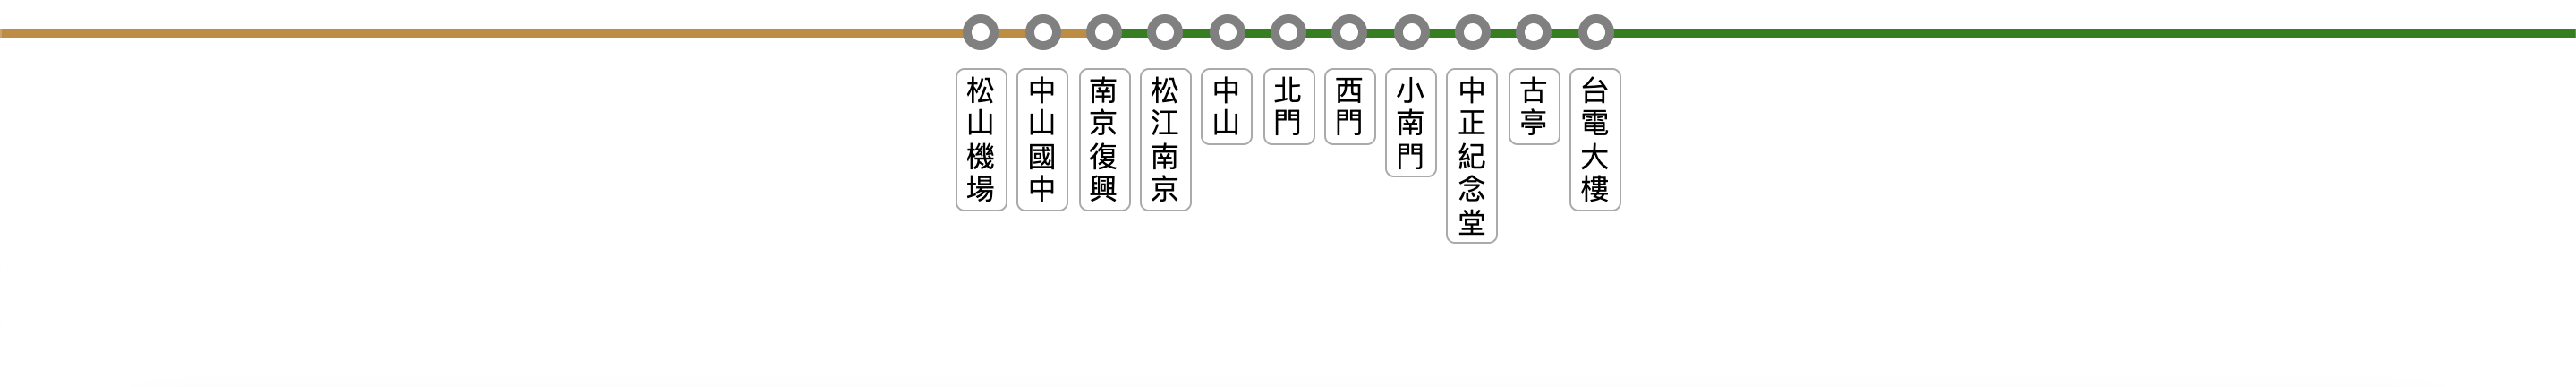 松山機場
中山國中
南京復興
松江南京
中山
北門
西門
小南門
中正紀念堂
古亭
台電大樓